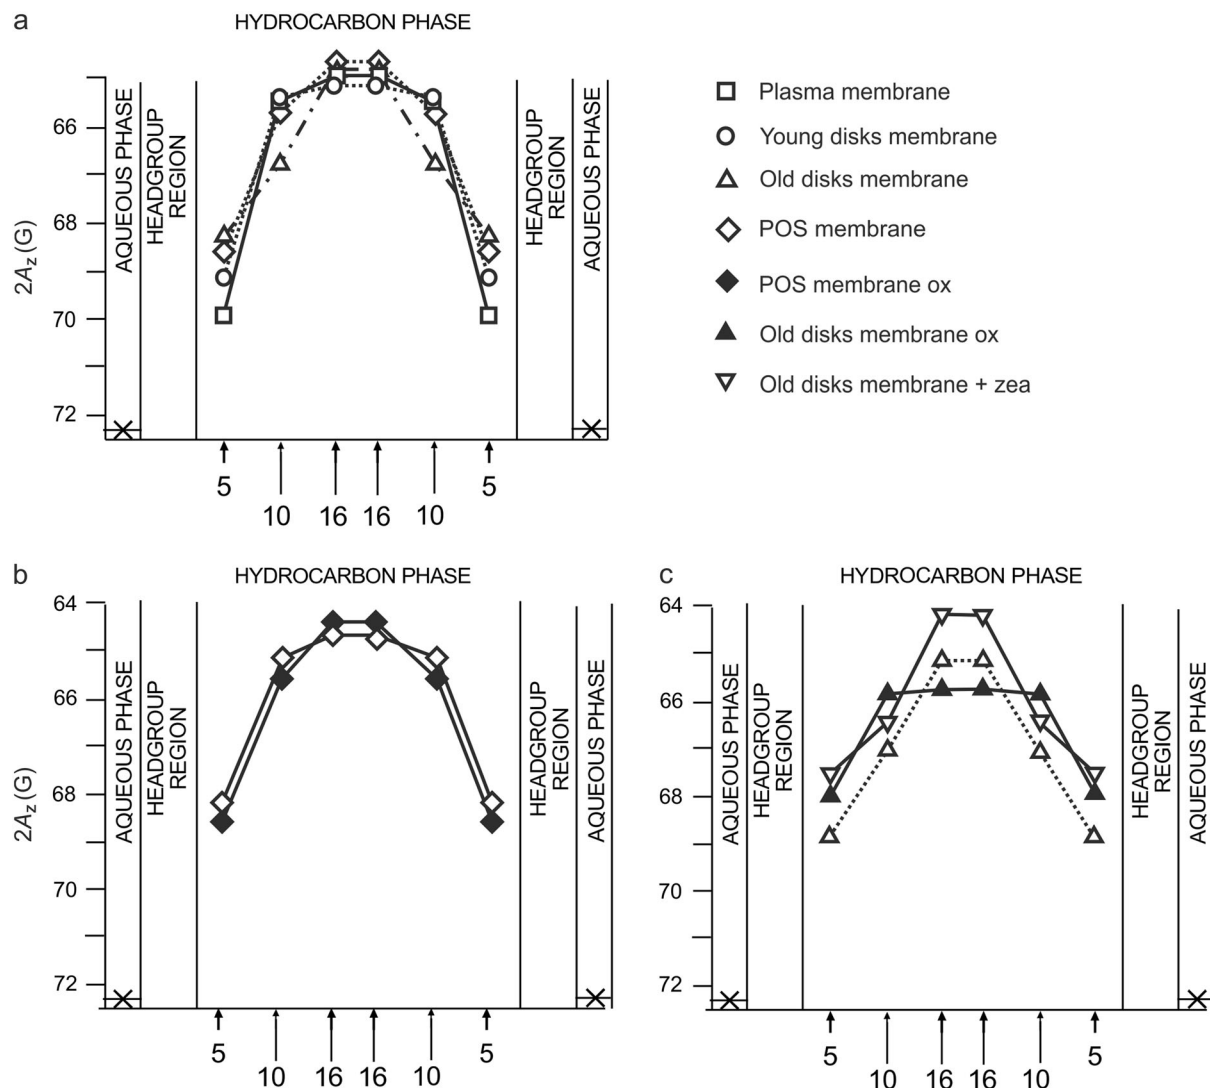 a
HYDROCARBON PHASE
AQUEOUS PHASE
HEADGROUP
REGION
HEADGROUP
REGION
AQUEOUS PHASE
2Az (G)
66
68
70
72
5
10
16
16
10
5
Plasma membrane
Young disks membrane
Old disks membrane
POS membrane
POS membrane ox
Old disks membrane ox
Old disks membrane + zea
b
HYDROCARBON PHASE
AQUEOUS PHASE
HEADGROUP
REGION
HEADGROUP
REGION
AQUEOUS PHASE
2Az (G)
64
66
68
70
72
5
10
16
16
10
5
c
HYDROCARBON PHASE
AQUEOUS PHASE
HEADGROUP
REGION
HEADGROUP
REGION
AQUEOUS PHASE
64
66
68
70
72
5
10
16
16
10
5